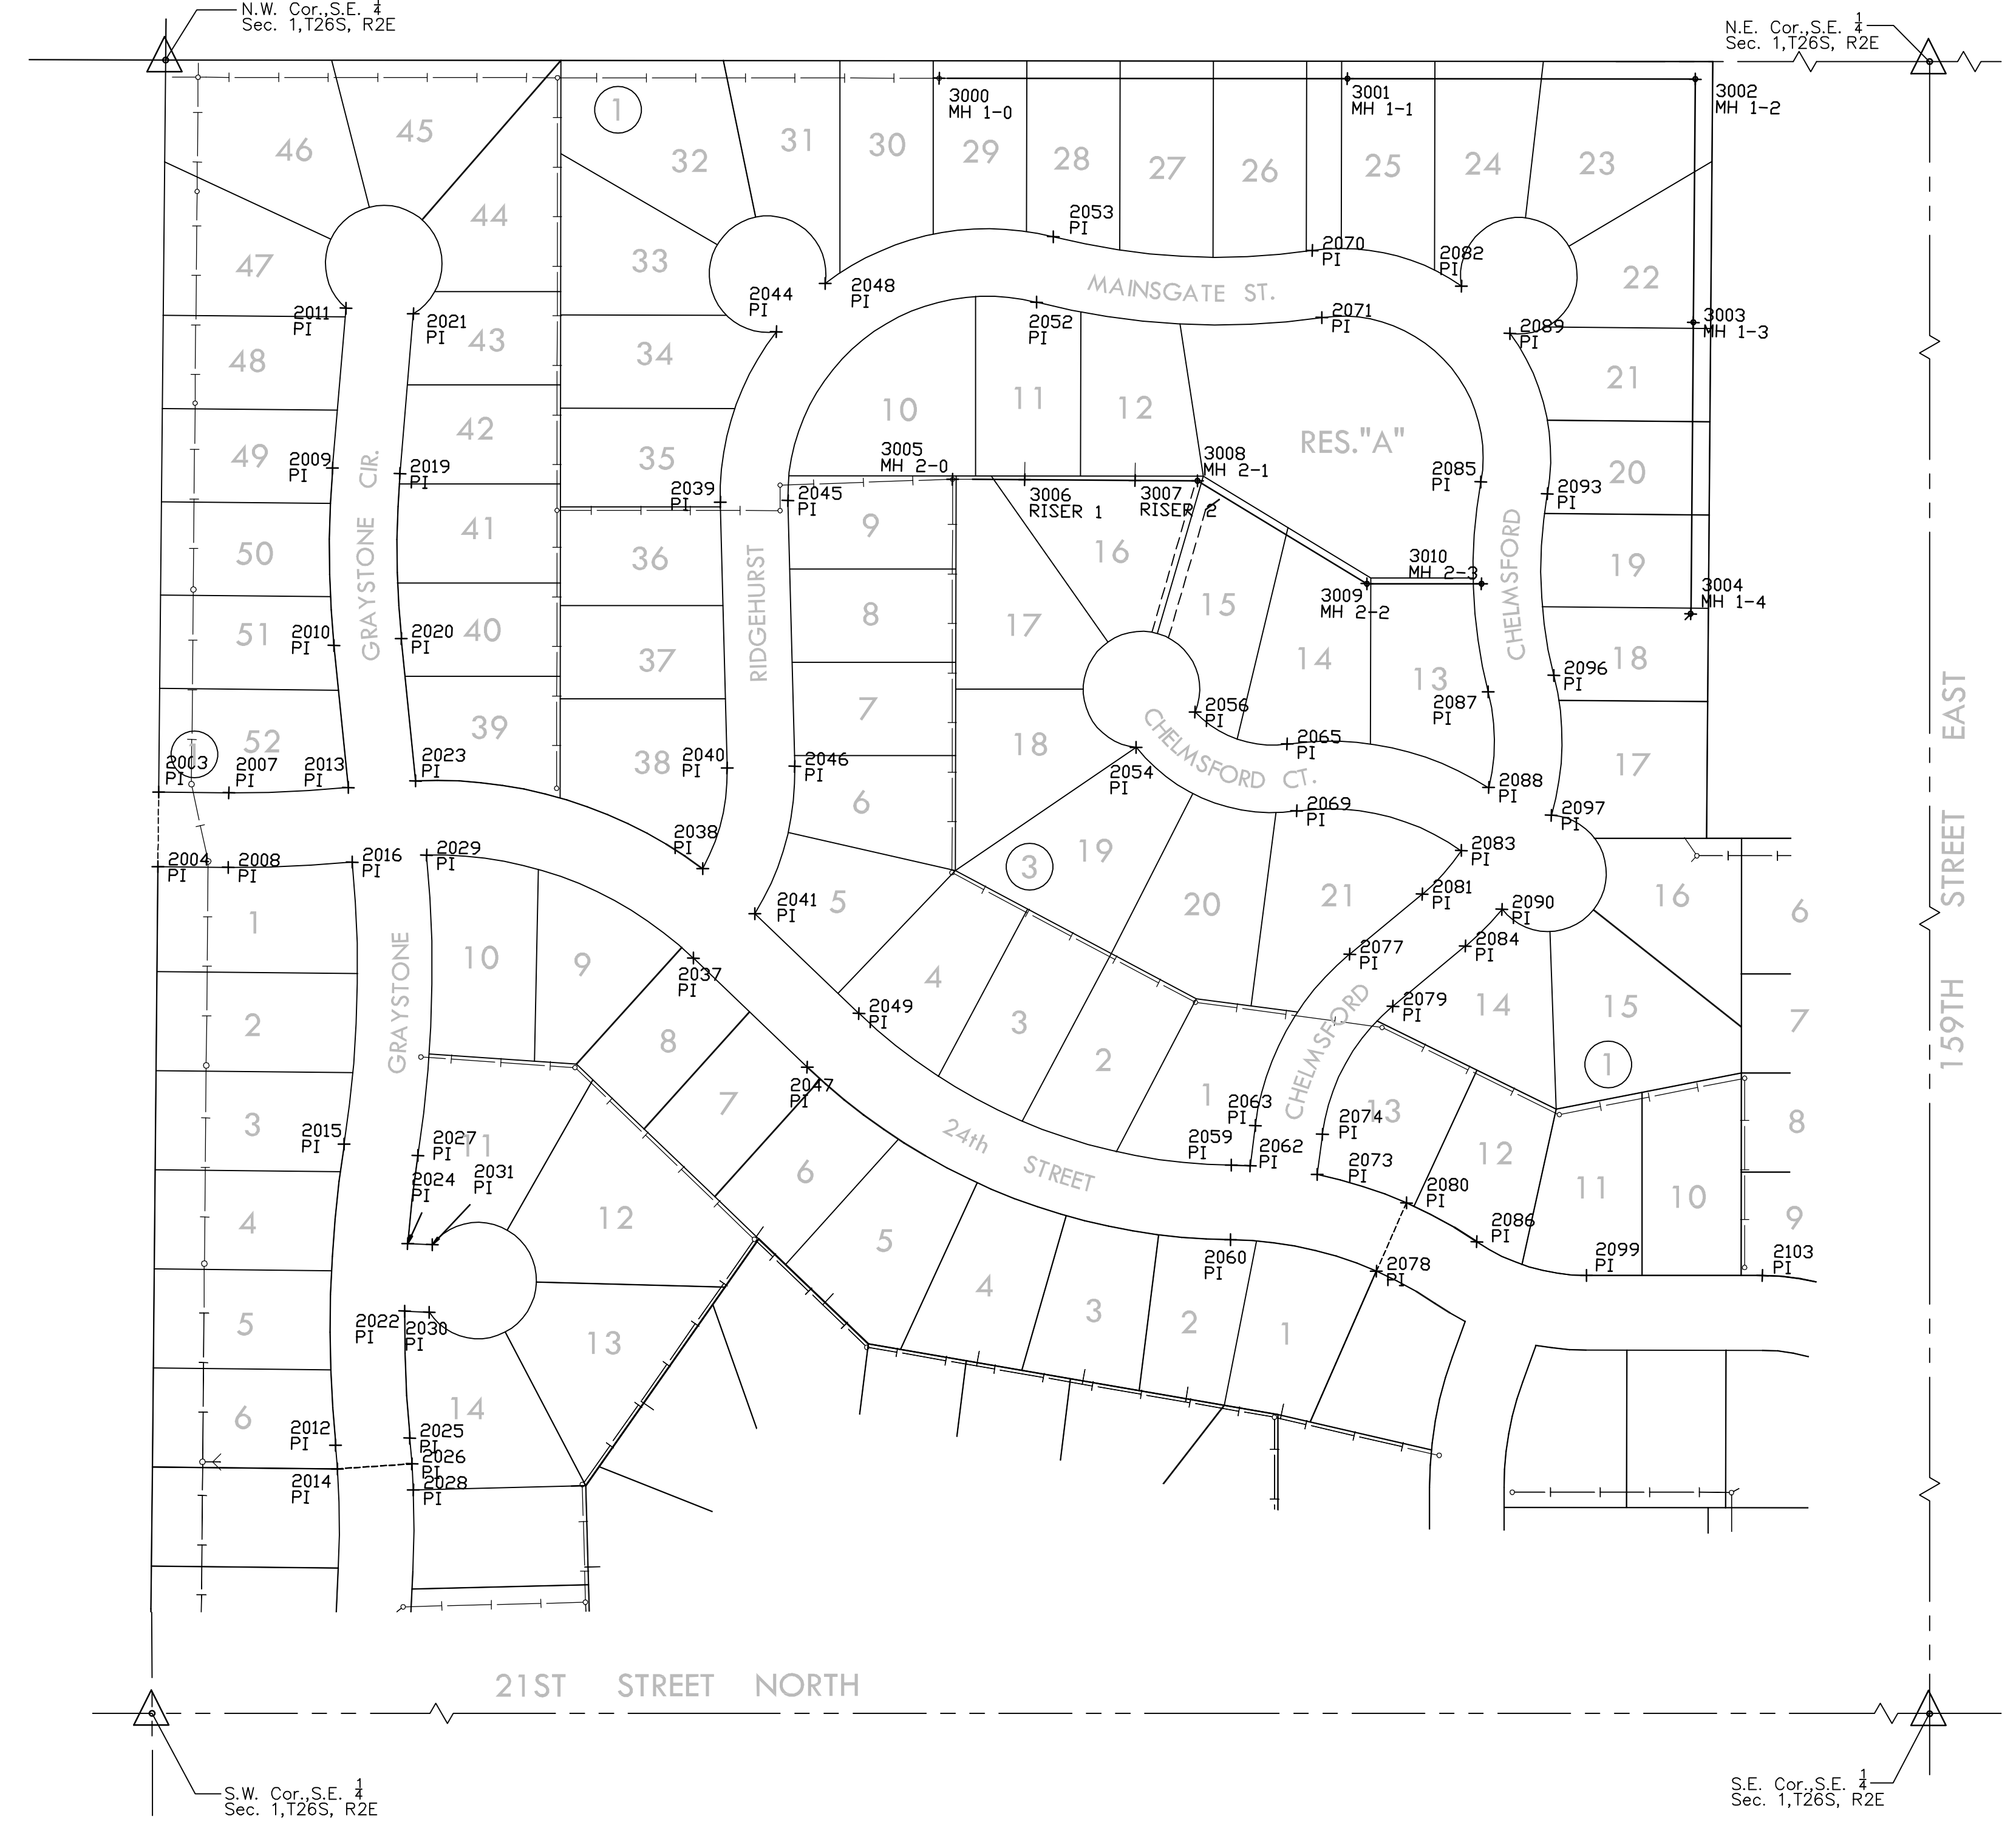 N.W. Cor.,S.E. 1/4
Sec. 1,T26S, R2E
N.E. Cor.,S.E. 1/4
Sec. 1,T26S, R2E
3000
MH 1-0
3001
MH 1-1
3002
MH 1-2
1
46
45
44
32
31
30
29
28
27
26
25
24
23
22
47
33
2053
PI
2070
PI
2082
PI
2044
PI
2048
PI
MAINSGATE ST.
2011
PI
2021
PI
43
2052
PI
2071
PI
2089
PI
3003
MH 1-3
48
34
21
42
10
11
12
RES."A"
49
2009
PI
GRAYSTONE CIR.
2019
PI
35
3005
MH 2-0
3008
MH 2-1
2085
PI
20
2039
PI
2045
PI
3006
RISER 1
3007
RISER 2
2093
PI
50
41
36
9
16
CHELMSFORD
19
3010
MH 2-3
3009
MH 2-2
3004
MH 1-4
51
2010
PI
2020
PI
40
RIDGEHURST
37
8
17
15
14
13
18
2096
PI
2087
PI
7
52
39
38
18
2056
PI
CHELMSFORD CT.
2065
PI
17
2003
PI
2007
PI
2013
PI
2023
PI
2040
PI
2046
PI
2054
PI
2088
PI
6
2069
PI
2097
PI
2038
PI
2004
PI
2008
PI
2016
PI
2029
PI
3
19
2083
PI
1
5
2041
PI
20
21
2081
PI
2090
PI
16
6
159TH STREET EAST
GRAYSTONE
10
9
2037
PI
4
2077
PI
2084
PI
2
2049
PI
3
CHELMSFORD
2079
PI
14
15
7
8
2
1
2047
PI
7
1
13
8
3
2015
PI
2027
PI
11
24th STREET
2063
PI
2074
PI
12
2059
PI
2062
PI
2073
PI
2024
PI
2031
PI
6
2080
PI
11
10
9
4
12
5
2060
PI
2086
PI
2099
PI
2103
PI
2078
PI
5
2022
PI
2030
PI
13
4
3
2
1
6
14
2012
PI
2025
PI
2026
PI
2014
PI
2028
PI
21ST STREET NORTH
S.W. Cor.,S.E. 1/4
Sec. 1,T26S, R2E
S.E. Cor.,S.E. 1/4
Sec. 1,T26S, R2E